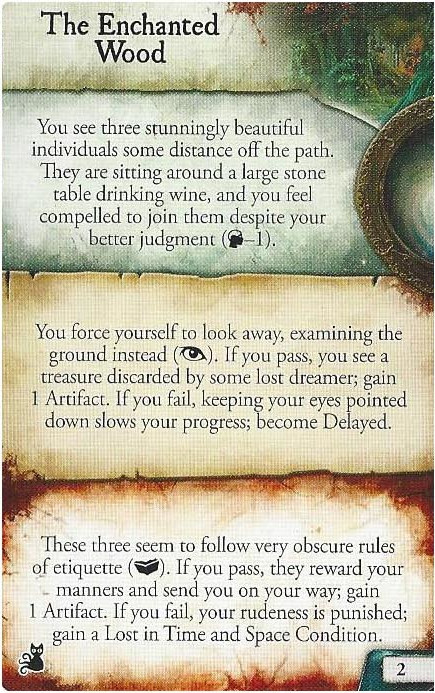 The Enchanted
Wood
You see three stunningly beautiful
individuals some distance off the path.
They are sitting around a large stone
table drinking wine, and you feel
compelled to join them despite your
better judgment (–1).
You force yourself to look away, examining the
ground instead (). If you pass, you see a
treasure discarded by some lost dreamer; gain
1 Artifact. If you fail, keeping your eyes pointed
down slows your progress; become Delayed.
These three seem to follow very obscure rules
of etiquette (). If you pass, they reward your
manners and send you on your way; gain
1 Artifact. If you fail, your rudeness is punished;
gain a Lost in Time and Space Condition.
2